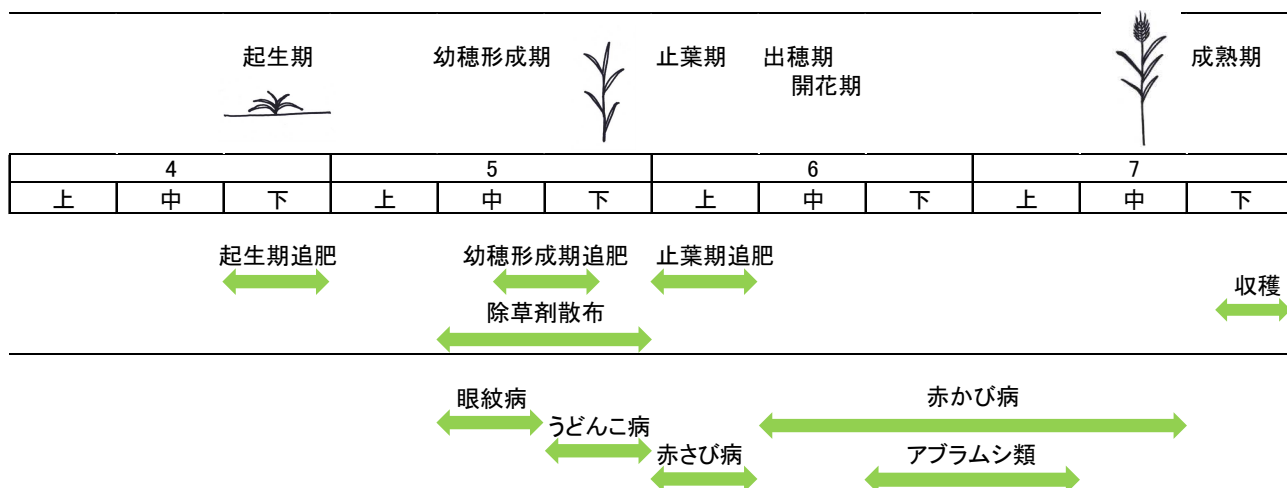 起生期 幼穂形成期 止葉期 出穂期 成熟期
開花期
4 5 6 7
上 中 下 上 中 下 上 中 下 上 中 下
起生期追肥 幼穂形成期追肥 止葉期追肥
収穫
除草剤散布
眼紋病 赤かび病
うどんこ病
赤さび病 アブラムシ類